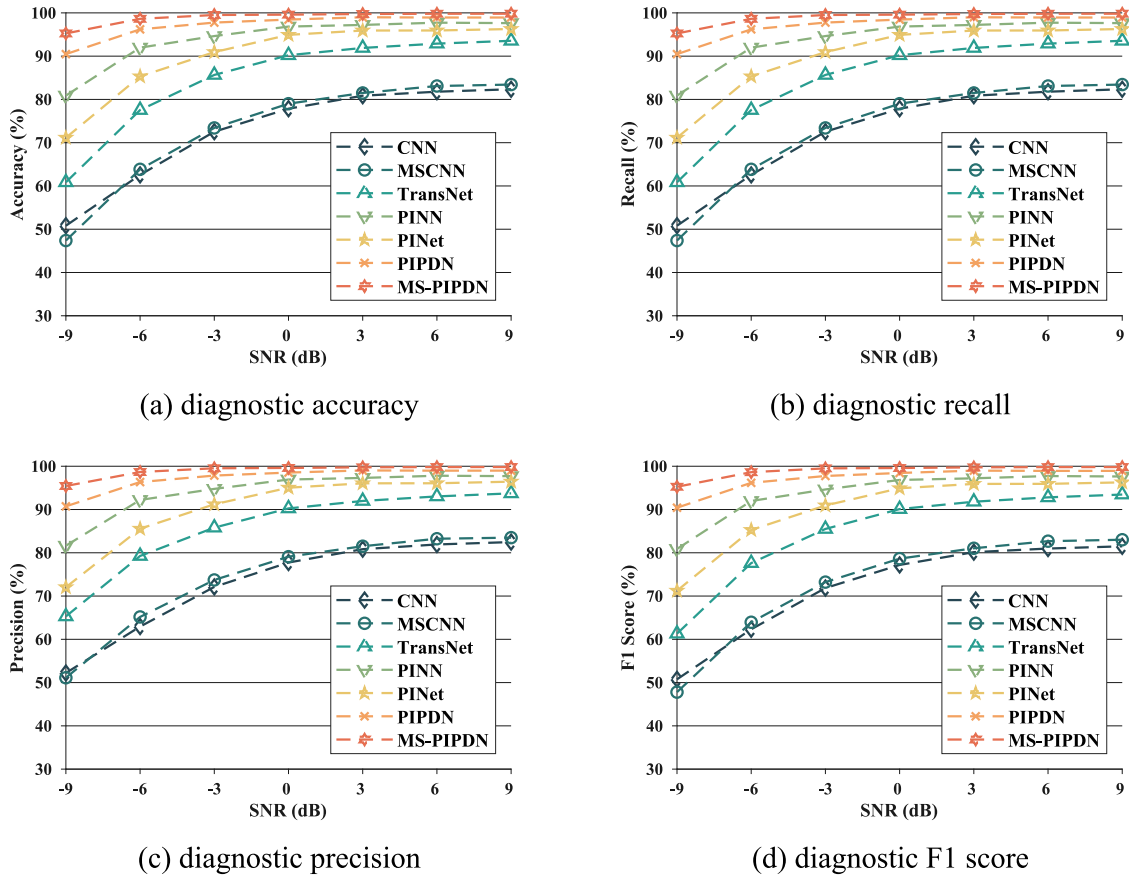 100
90
80
70
60
50
40
30
Accuracy (%)
CNN
MSCNN
TransNet
PINN
PINet
PIPDN
MS-PIPDN
-9 -6 -3 0 3 6 9
SNR (dB)
(a) diagnostic accuracy
100
90
80
70
60
50
40
30
Recall (%)
CNN
MSCNN
TransNet
PINN
PINet
PIPDN
MS-PIPDN
-9 -6 -3 0 3 6 9
SNR (dB)
(b) diagnostic recall
100
90
80
70
60
50
40
30
Precision (%)
CNN
MSCNN
TransNet
PINN
PINet
PIPDN
MS-PIPDN
-9 -6 -3 0 3 6 9
SNR (dB)
(c) diagnostic precision
100
90
80
70
60
50
40
30
F1 Score (%)
CNN
MSCNN
TransNet
PINN
PINet
PIPDN
MS-PIPDN
-9 -6 -3 0 3 6 9
SNR (dB)
(d) diagnostic F1 score